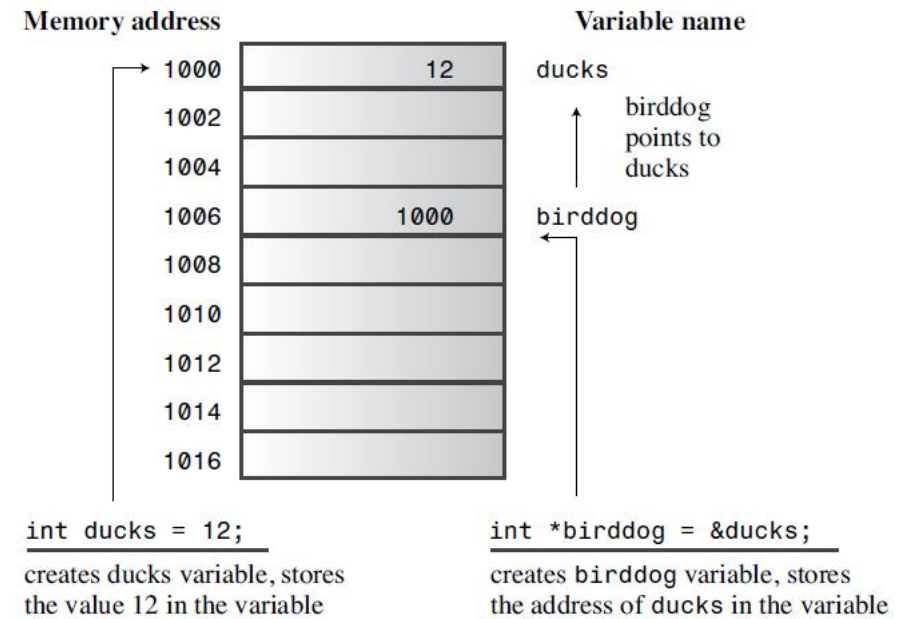 Memory address
Variable name
1000 12 ducks
1002
1004
1006 1000 birddog
1008
1010
1012
1014
1016
birddog
points to
ducks
int ducks = 12;
creates ducks variable, stores
the value 12 in the variable
int *birddog = &ducks;
creates birddog variable, stores
the address of ducks in the variable